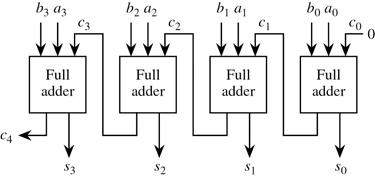 b₃ a₃ c₃ b₂ a₂ c₂ b₁ a₁ c₁ b₀ a₀ c₀
0
Full adder
Full adder
Full adder
Full adder
c₄
s₃ s₂ s₁ s₀